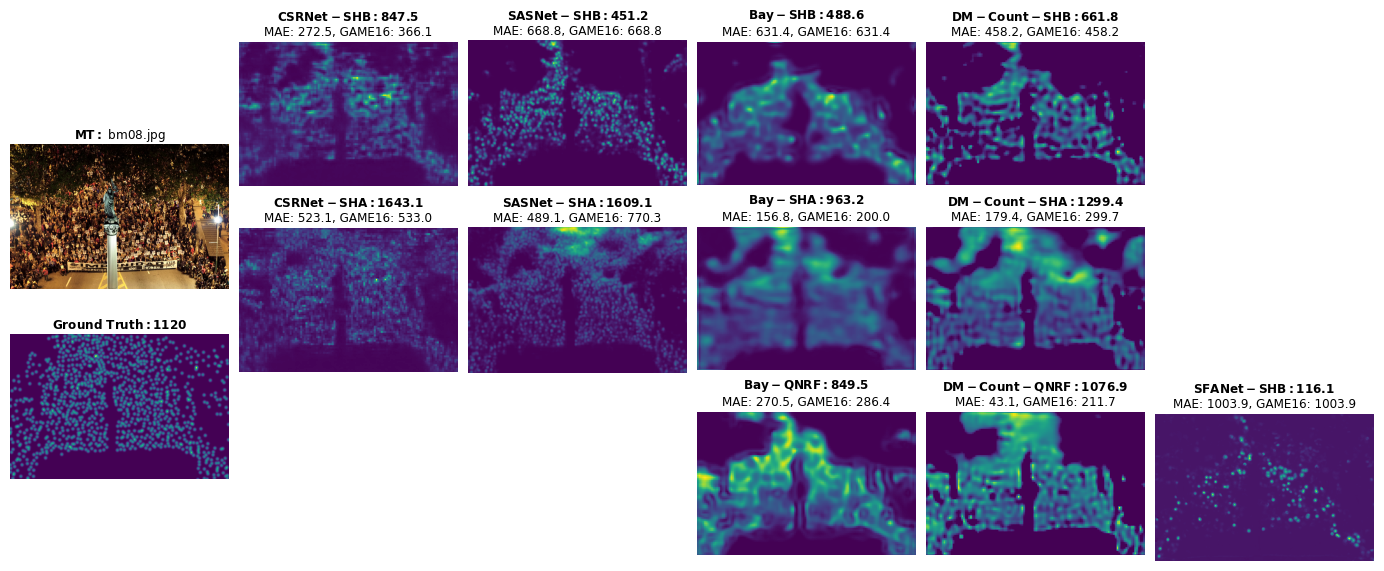 CSRNet − SHB : 847.5
MAE: 272.5, GAME16: 366.1
SASNet − SHB : 451.2
MAE: 668.8, GAME16: 668.8
Bay − SHB : 488.6
MAE: 631.4, GAME16: 631.4
DM − Count − SHB : 661.8
MAE: 458.2, GAME16: 458.2
MT : bm08.jpg
CSRNet − SHA : 1643.1
MAE: 523.1, GAME16: 533.0
SASNet − SHA : 1609.1
MAE: 489.1, GAME16: 770.3
Bay − SHA : 963.2
MAE: 156.8, GAME16: 200.0
DM − Count − SHA : 1299.4
MAE: 179.4, GAME16: 299.7
Ground Truth : 1120
Bay − QNRF : 849.5
MAE: 270.5, GAME16: 286.4
DM − Count − QNRF : 1076.9
MAE: 43.1, GAME16: 211.7
SFANet − SHB : 116.1
MAE: 1003.9, GAME16: 1003.9